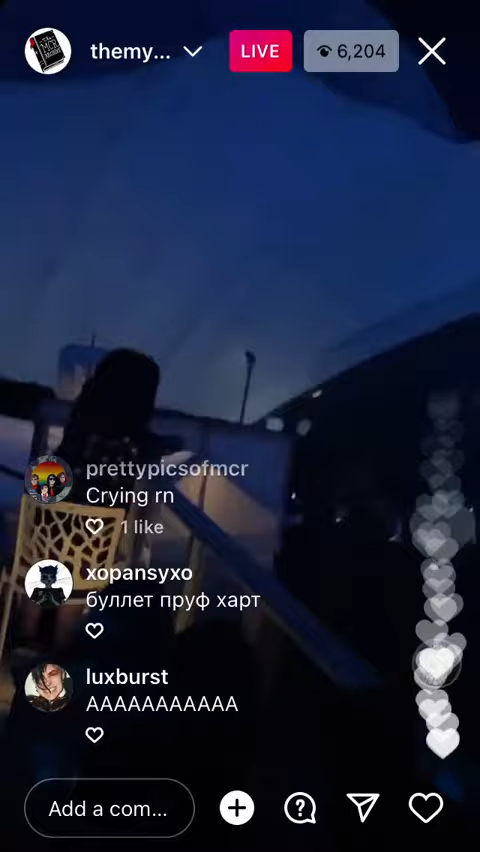 themy...
LIVE
6,204
prettypicsofmcr
Crying rn
1 like
xopansyxo
буллет пруф харт
luxburst
AAAAAAAAAAA
Add a com...